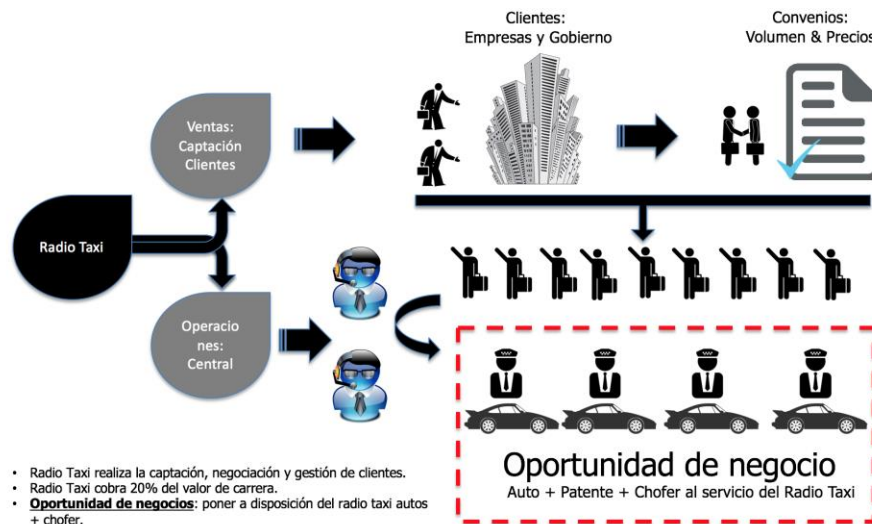 Clientes:
Empresas y Gobierno
Convenios:
Volumen & Precios
Ventas:
Captación
Clientes
Radio Taxi
Operacio
nes:
Central
Oportunidad de negocio
Auto + Patente + Chofer al servicio del Radio Taxi
• Radio Taxi realiza la captación, negociación y gestión de clientes.
• Radio Taxi cobra 20% del valor de carrera.
• Oportunidad de negocios: poner a disposición del radio taxi autos
+ chofer.